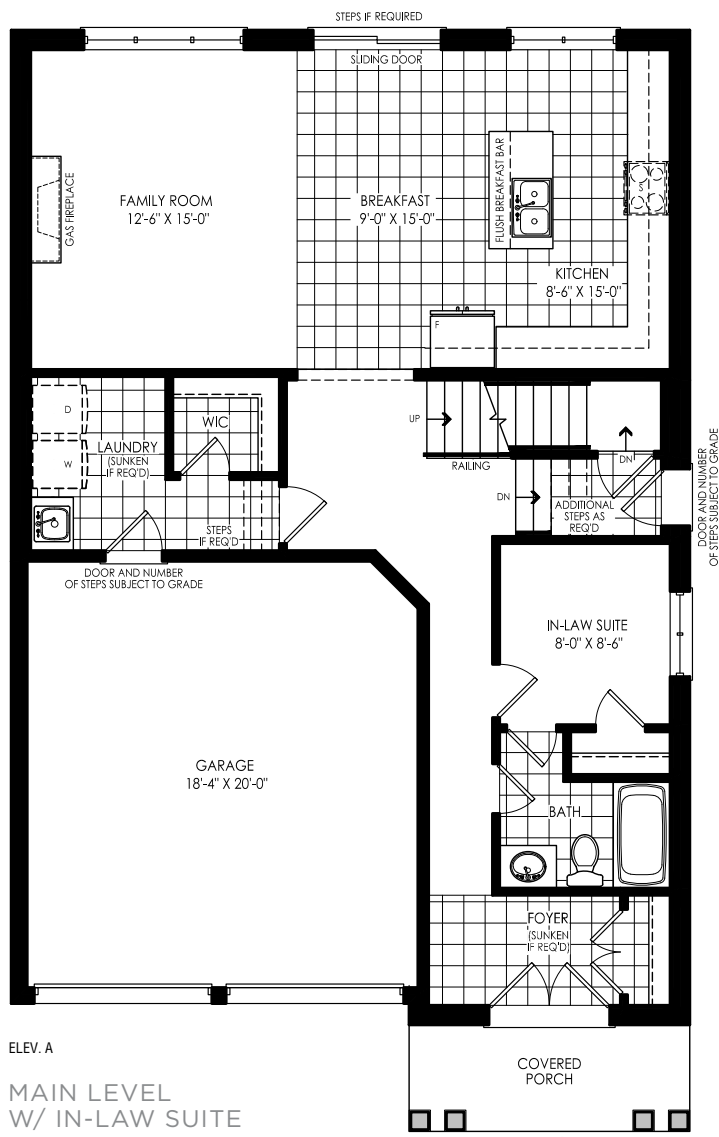 STEPS IF REQUIRED
SLIDING DOOR
GAS FIREPLACE
FAMILY ROOM
12'-6" X 15'-0"
BREAKFAST
9'-0" X 15'-0"
FLUSH BREAKFAST BAR
S
KITCHEN
8'-6" X 15'-0"
F
D
W
LAUNDRY
(SUNKEN
IF REQ'D)
WIC
UP
RAILING
DN
DN
STEPS
IF REQ'D
ADDITIONAL
STEPS AS
REQ'D
DOOR AND NUMBER
OF STEPS SUBJECT TO GRADE
DOOR AND NUMBER
OF STEPS SUBJECT TO GRADE
IN-LAW SUITE
8'-0" X 8'-6"
GARAGE
18'-4" X 20'-0"
BATH
FOYER
(SUNKEN
IF REQ'D)
COVERED
PORCH
ELEV. A
MAIN LEVEL
W/ IN-LAW SUITE